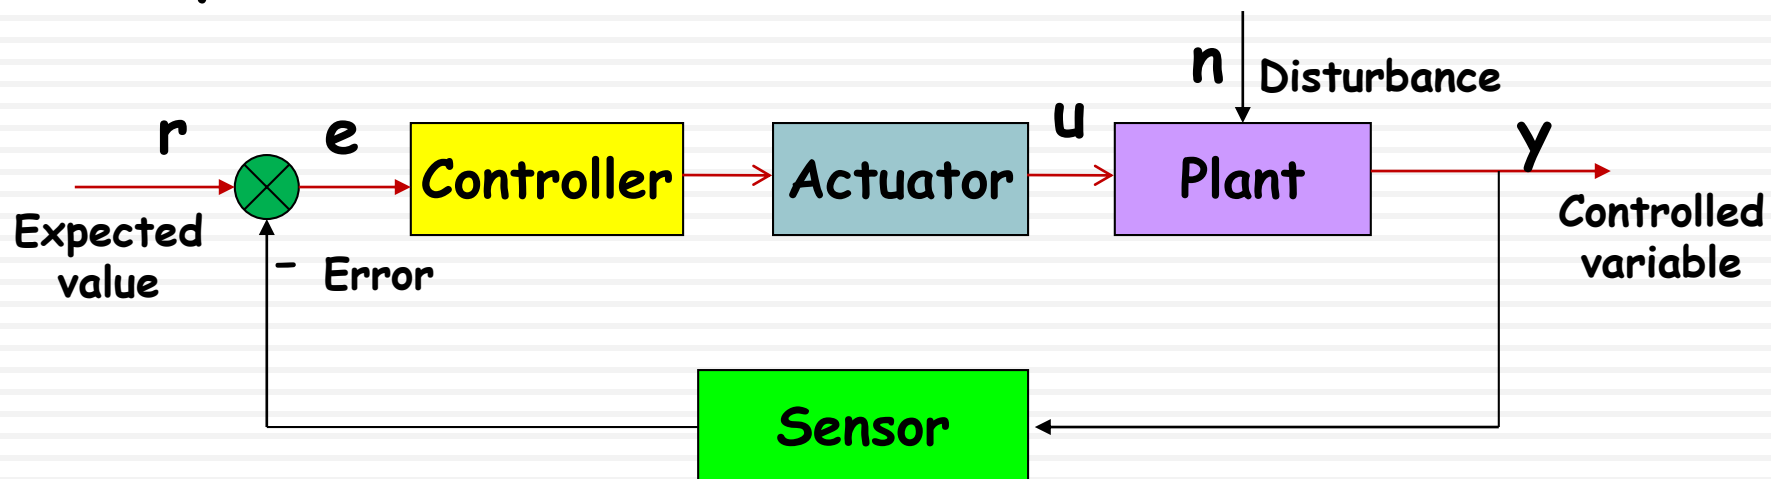 n
Disturbance
r
e
u
y
Controller
Actuator
Plant
Expected
value
- Error
Controlled
variable
Sensor